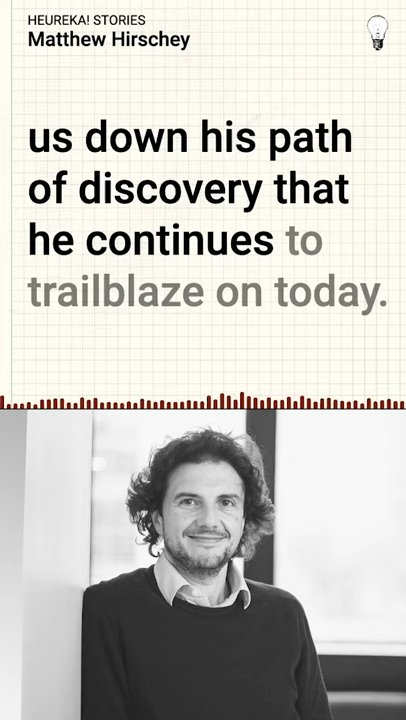 HEUREKA! STORIES
Matthew Hirschey
us down his path
of discovery that
he continues to
trailblaze on today.